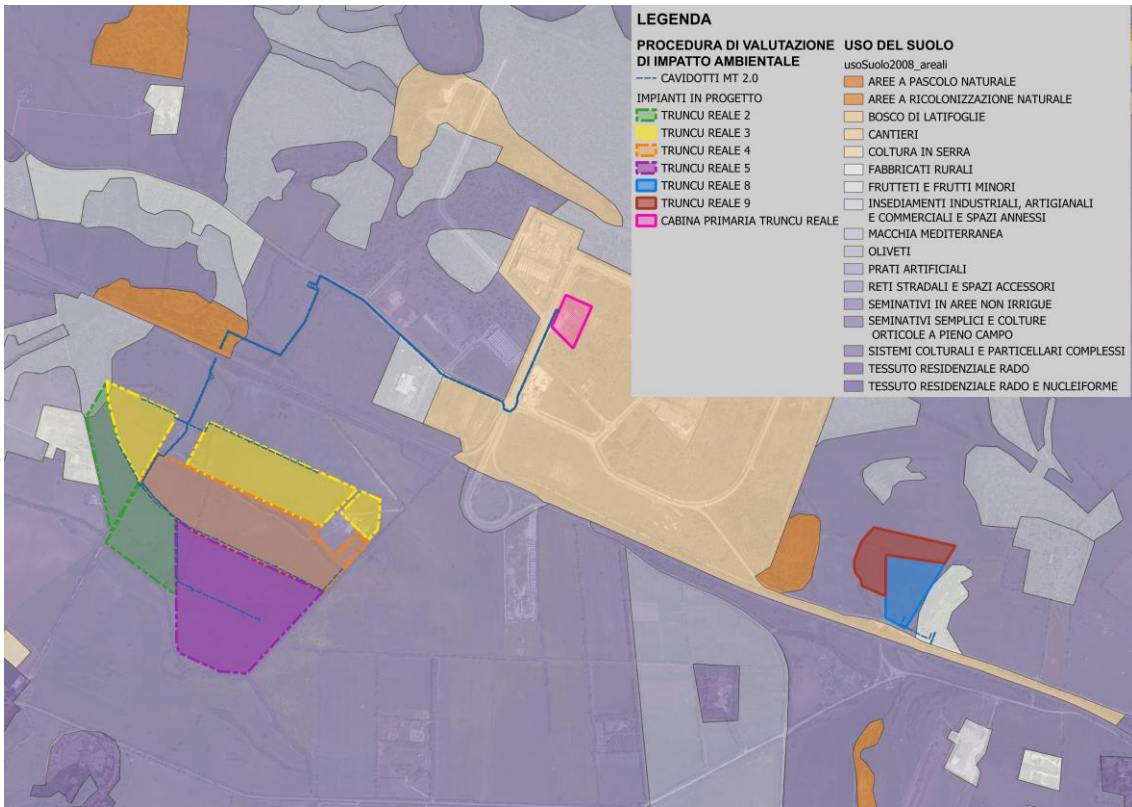 LEGENDA
PROCEDURA DI VALUTAZIONE
DI IMPATTO AMBIENTALE
CAVIDOTTI MT 2.0
IMPIANTI IN PROGETTO
TRUNCU REALE 2
TRUNCU REALE 3
TRUNCU REALE 4
TRUNCU REALE 5
TRUNCU REALE 8
TRUNCU REALE 9
CABINA PRIMARIA TRUNCU REALE
USO DEL SUOLO
usoSuolo2008_areali
AREE A PASCOLO NATURALE
AREE A RICOLONIZZAZIONE NATURALE
BOSCO DI LATIFOGLIE
CANTIERI
COLTURA IN SERRA
FABBRICATI RURALI
FRUTTETI E FRUTTI MINORI
INSEDIAMENTI INDUSTRIALI, ARTIGIANALI
E COMMERCIALI E SPAZI ANNESSI
MACCHIA MEDITERRANEA
OLIVETI
PRATI ARTIFICIALI
RETI STRADALI E SPAZI ACCESSORI
SEMINATIVI IN AREE NON IRRIGUE
SEMINATIVI SEMPLICI E COLTURE
ORTICOLE A PIENO CAMPO
SISTEMI COLTURALI E PARTICELLARI COMPLESSI
TESSUTO RESIDENZIALE RADO
TESSUTO RESIDENZIALE RADO E NUCLEIFORME